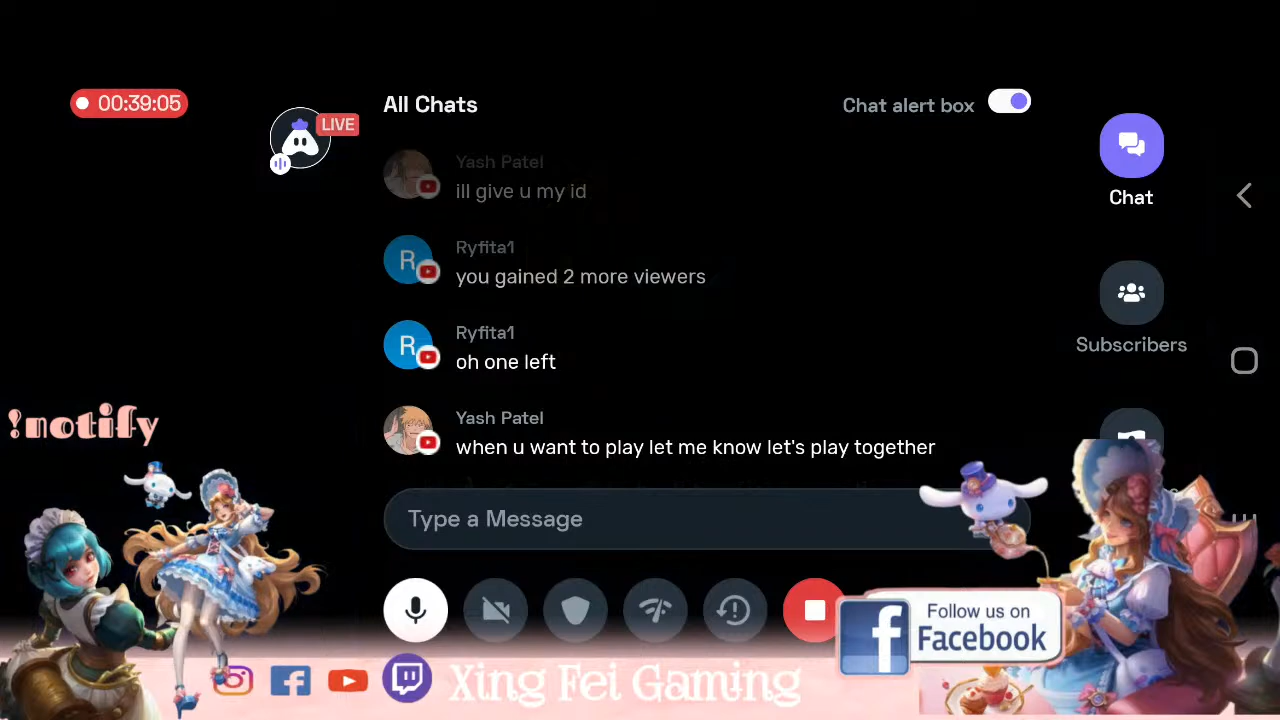 00:39:05
LIVE
All Chats
Chat alert box
Yash Patel
ill give u my id
Ryfita1
you gained 2 more viewers
Ryfita1
oh one left
Yash Patel
when u want to play let me know let's play together
Type a Message
Chat
Subscribers
!notify
Follow us on
Facebook
Xing Fei Gaming